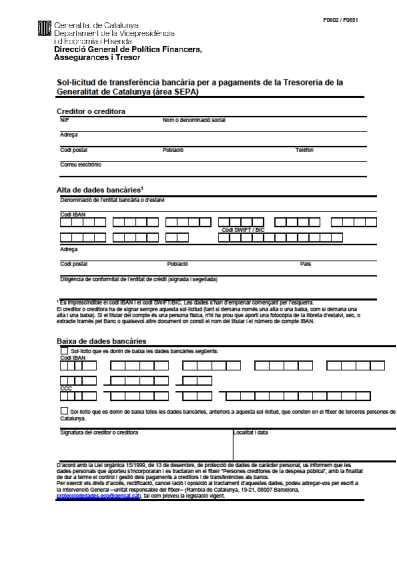 F0602 / F0651
Generalitat de Catalunya
Departament de la Vicepresidència
i d'Economia i Hisenda
Direcció General de Política Financera,
Assegurances i Tresor
Sol·licitud de transferència bancària per a pagaments de la Tresoreria de la
Generalitat de Catalunya (àrea SEPA)
Creditor o creditora
NIF Nom o denominació social
Adreça
Codi postal Població Telèfon
Correu electrònic
Alta de dades bancàries¹
Denominació de l'entitat bancària o d'estalvi
Codi IBAN
Codi SWIFT / BIC
Adreça
Codi postal Població País
Diligència de conformitat de l'entitat de crèdit (signada i segellada)
¹ És imprescindible el codi IBAN i el codi SWIFT/BIC. Les dades s'han d'emplenar començant per l'esquerra.
El creditor o creditora ha de signar sempre aquesta sol·licitud (tant si demana només una alta o una baixa, com si demana una
alta i una baixa). Si el titular del compte és una persona física, n'hi ha prou que aporti una fotocòpia de la llibreta d'estalvi, xec, o
extracte tramès pel Banc o qualsevol altre document on consti el nom del titular i el número de compte IBAN.
Baixa de dades bancàries
Sol·licito que es donin de baixa les dades bancàries següents:
Codi IBAN
CCC
Sol·licito que es donin de baixa totes les dades bancàries, anteriors a aquesta sol·licitud, que consten en el fitxer de terceres persones de
Catalunya.
Signatura del creditor o creditora Localitat i data
D'acord amb la Llei orgànica 15/1999, de 13 de desembre, de protecció de dades de caràcter personal, us informem que les
dades personals que aporteu s'incorporaran i es tractaran en el fitxer "Persones creditores de la despesa pública", amb la finalitat
de dur a terme el control i gestió dels pagaments a creditors i de transferències als bancs.
Per exercir els drets d'accés, rectificació, cancel·lació i oposició al tractament d'aquestes dades, podeu adreçar-vos per escrit a
la Intervenció General —unitat responsable del fitxer— (Rambla de Catalunya, 19-21, 08007 Barcelona,
protecciodedades.eco@gencat.cat), tal com preveu la legislació vigent.